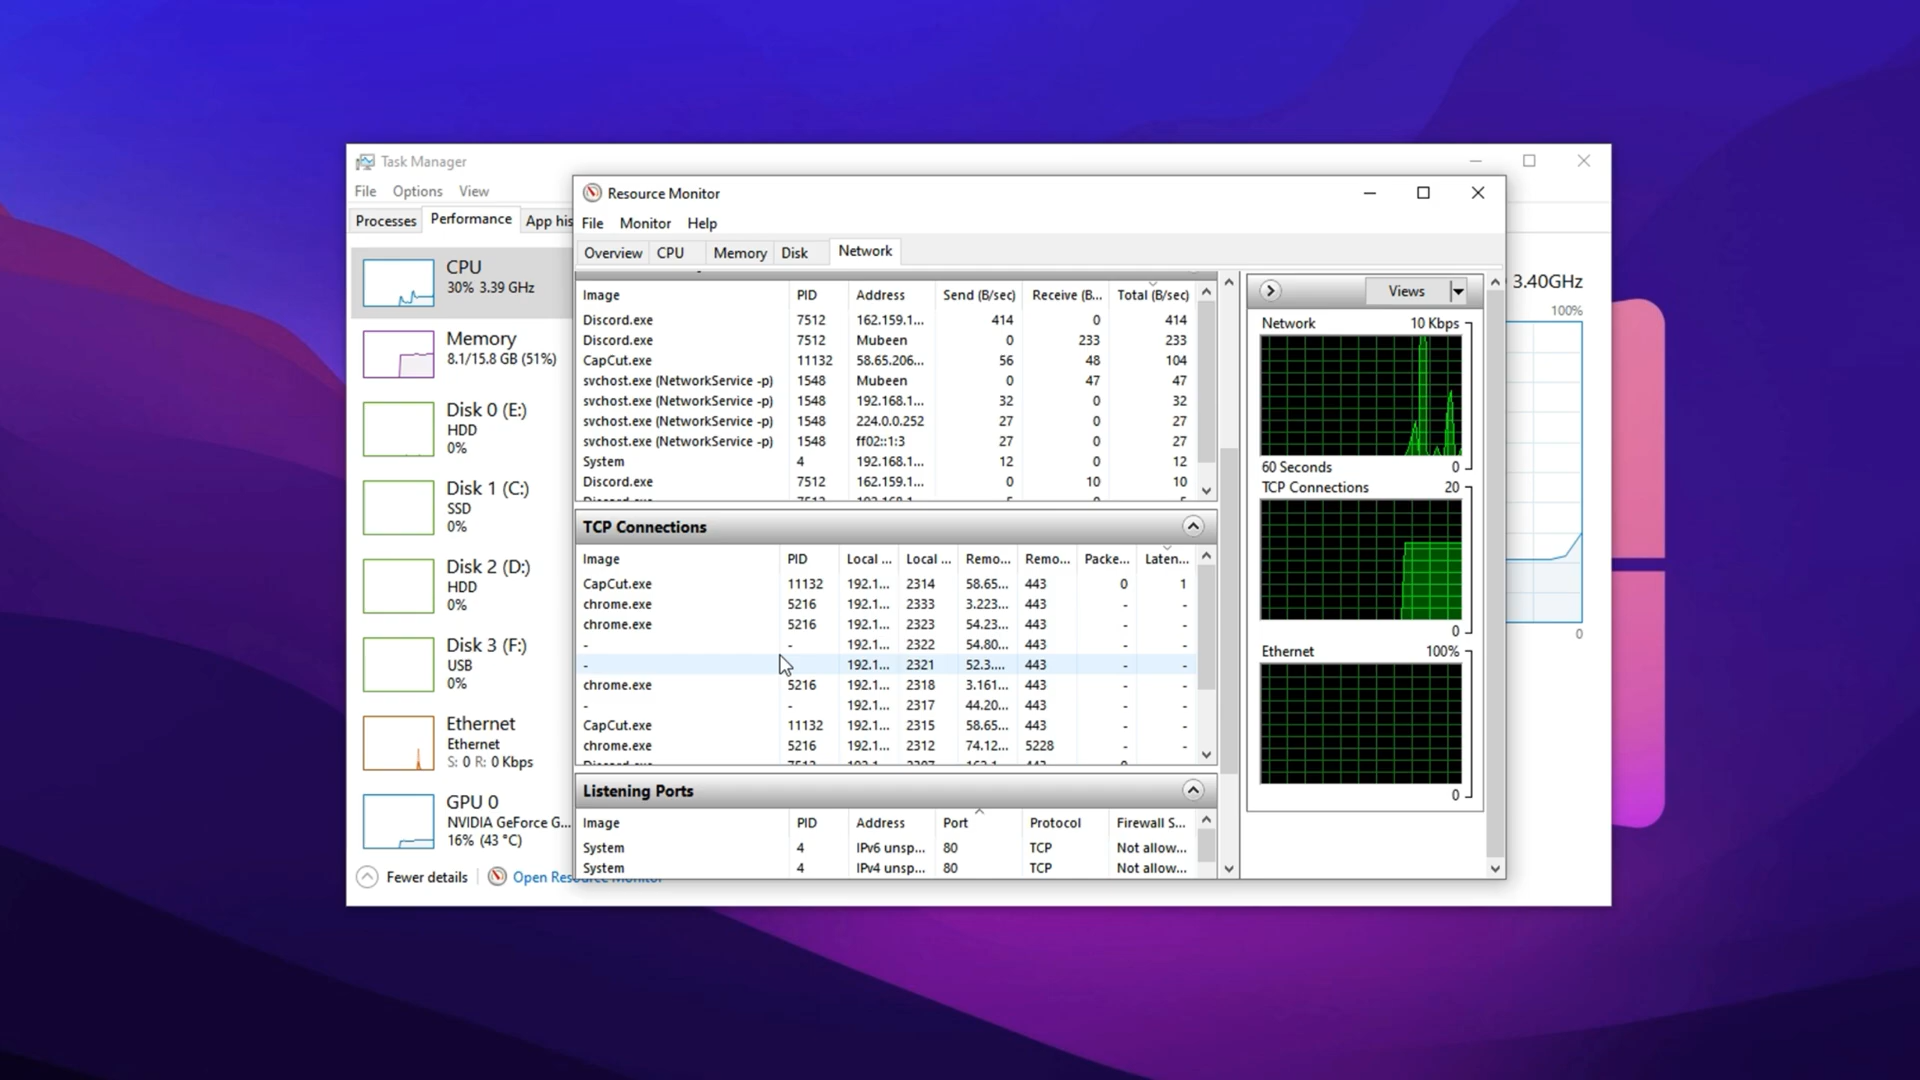 Task Manager
File Options View
Processes Performance App his
CPU
30% 3.39 GHz
Memory
8.1/15.8 GB (51%)
Disk 0 (E:)
HDD
0%
Disk 1 (C:)
SSD
0%
Disk 2 (D:)
HDD
0%
Disk 3 (F:)
USB
0%
Ethernet
Ethernet
S: 0 R: 0 Kbps
GPU 0
NVIDIA GeForce G...
16% (43 °C)
Fewer details Open Resource Monitor
3.40GHz
100%
0
Resource Monitor
File Monitor Help
Overview CPU Memory Disk Network
Image PID Address Send (B/sec) Receive (B... Total (B/sec)
Discord.exe 7512 162.159.1... 414 0 414
Discord.exe 7512 Mubeen 0 233 233
CapCut.exe 11132 58.65.206... 56 48 104
svchost.exe (NetworkService -p) 1548 Mubeen 0 47 47
svchost.exe (NetworkService -p) 1548 192.168.1... 32 0 32
svchost.exe (NetworkService -p) 1548 224.0.0.252 27 0 27
svchost.exe (NetworkService -p) 1548 ff02::1:3 27 0 27
System 4 192.168.1... 12 0 12
Discord.exe 7512 162.159.1... 0 10 10
TCP Connections
Image PID Local ... Local ... Remo... Remo... Packe... Laten...
CapCut.exe 11132 192.1... 2314 58.65... 443 0 1
chrome.exe 5216 192.1... 2333 3.223... 443 - -
chrome.exe 5216 192.1... 2323 54.23... 443 - -
- - 192.1... 2322 54.80... 443 - -
- 192.1... 2321 52.3.... 443 - -
chrome.exe 5216 192.1... 2318 3.161... 443 - -
- - 192.1... 2317 44.20... 443 - -
CapCut.exe 11132 192.1... 2315 58.65... 443 - -
chrome.exe 5216 192.1... 2312 74.12... 5228 - -
Listening Ports
Image PID Address Port Protocol Firewall S...
System 4 IPv6 unsp... 80 TCP Not allow...
System 4 IPv4 unsp... 80 TCP Not allow...
Views
Network 10 Kbps
60 Seconds 0
TCP Connections 20
0
Ethernet 100%
0